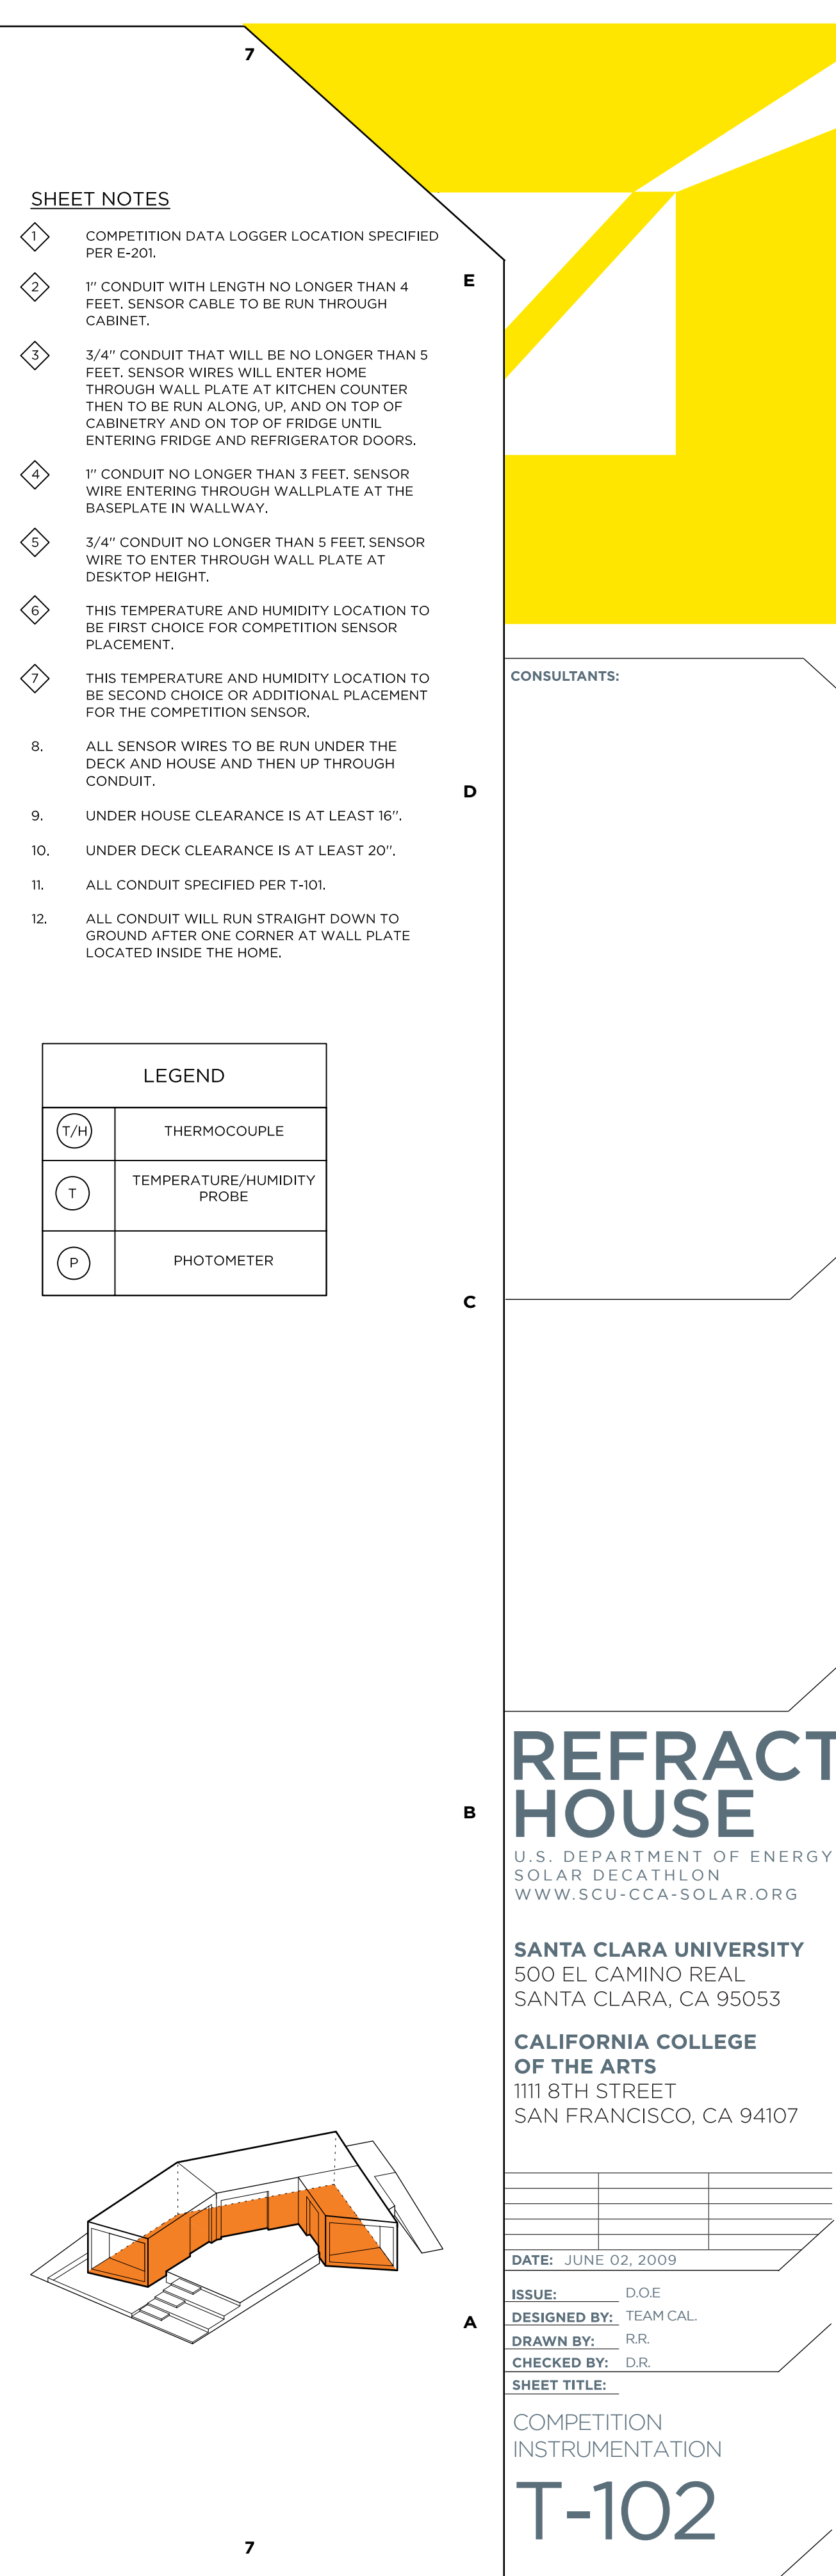 7
SHEET NOTES
1 COMPETITION DATA LOGGER LOCATION SPECIFIED
PER E-201.
2 1" CONDUIT WITH LENGTH NO LONGER THAN 4
FEET. SENSOR CABLE TO BE RUN THROUGH
CABINET.
3 3/4" CONDUIT THAT WILL BE NO LONGER THAN 5
FEET. SENSOR WIRES WILL ENTER HOME
THROUGH WALL PLATE AT KITCHEN COUNTER
THEN TO BE RUN ALONG, UP, AND ON TOP OF
CABINETRY AND ON TOP OF FRIDGE UNTIL
ENTERING FRIDGE AND REFRIGERATOR DOORS.
4 1" CONDUIT NO LONGER THAN 3 FEET. SENSOR
WIRE ENTERING THROUGH WALLPLATE AT THE
BASEPLATE IN WALLWAY.
5 3/4" CONDUIT NO LONGER THAN 5 FEET, SENSOR
WIRE TO ENTER THROUGH WALL PLATE AT
DESKTOP HEIGHT.
6 THIS TEMPERATURE AND HUMIDITY LOCATION TO
BE FIRST CHOICE FOR COMPETITION SENSOR
PLACEMENT.
7 THIS TEMPERATURE AND HUMIDITY LOCATION TO
BE SECOND CHOICE OR ADDITIONAL PLACEMENT
FOR THE COMPETITION SENSOR.
8. ALL SENSOR WIRES TO BE RUN UNDER THE
DECK AND HOUSE AND THEN UP THROUGH
CONDUIT.
9. UNDER HOUSE CLEARANCE IS AT LEAST 16".
10. UNDER DECK CLEARANCE IS AT LEAST 20".
11. ALL CONDUIT SPECIFIED PER T-101.
12. ALL CONDUIT WILL RUN STRAIGHT DOWN TO
GROUND AFTER ONE CORNER AT WALL PLATE
LOCATED INSIDE THE HOME.
LEGEND
T/H THERMOCOUPLE
T TEMPERATURE/HUMIDITY
PROBE
P PHOTOMETER
7
E
D
C
B
A
CONSULTANTS:
REFRACT
HOUSE
U.S. DEPARTMENT OF ENERGY
SOLAR DECATHLON
WWW.SCU-CCA-SOLAR.ORG
SANTA CLARA UNIVERSITY
500 EL CAMINO REAL
SANTA CLARA, CA 95053
CALIFORNIA COLLEGE
OF THE ARTS
1111 8TH STREET
SAN FRANCISCO, CA 94107
DATE: JUNE 02, 2009
ISSUE: D.O.E
DESIGNED BY: TEAM CAL.
DRAWN BY: R.R.
CHECKED BY: D.R.
SHEET TITLE:
COMPETITION
INSTRUMENTATION
T-102